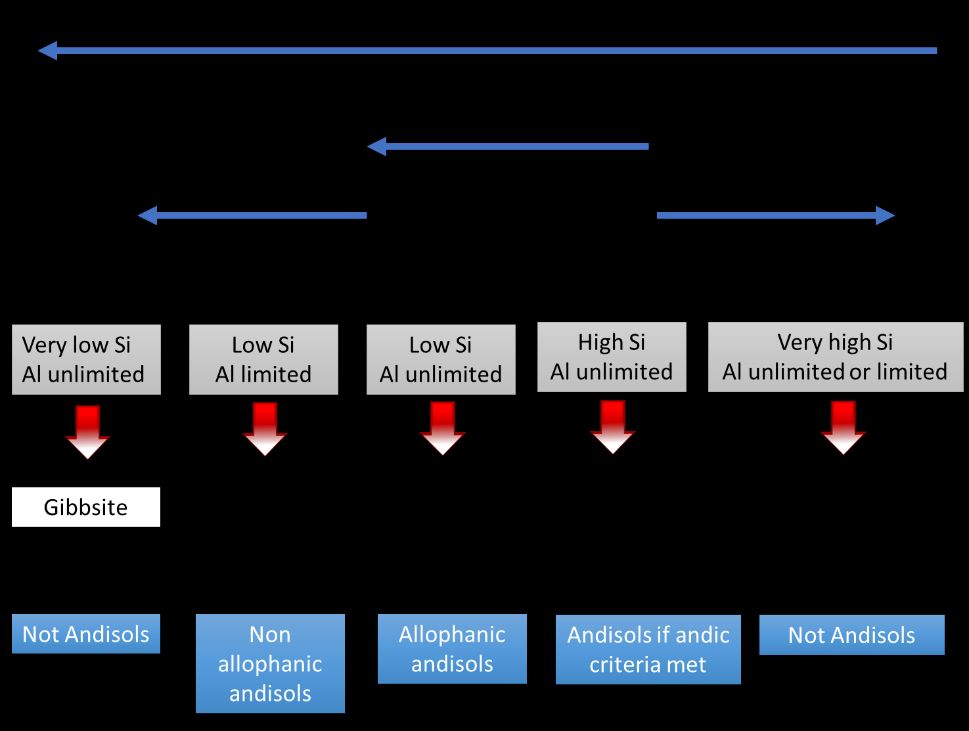 Very low Si
Al unlimited
Low Si
Al limited
Low Si
Al unlimited
High Si
Al unlimited
Very high Si
Al unlimited or limited
Gibbsite
Not Andisols
Non
allophanic
andisols
Allophanic
andisols
Andisols if andic
criteria met
Not Andisols